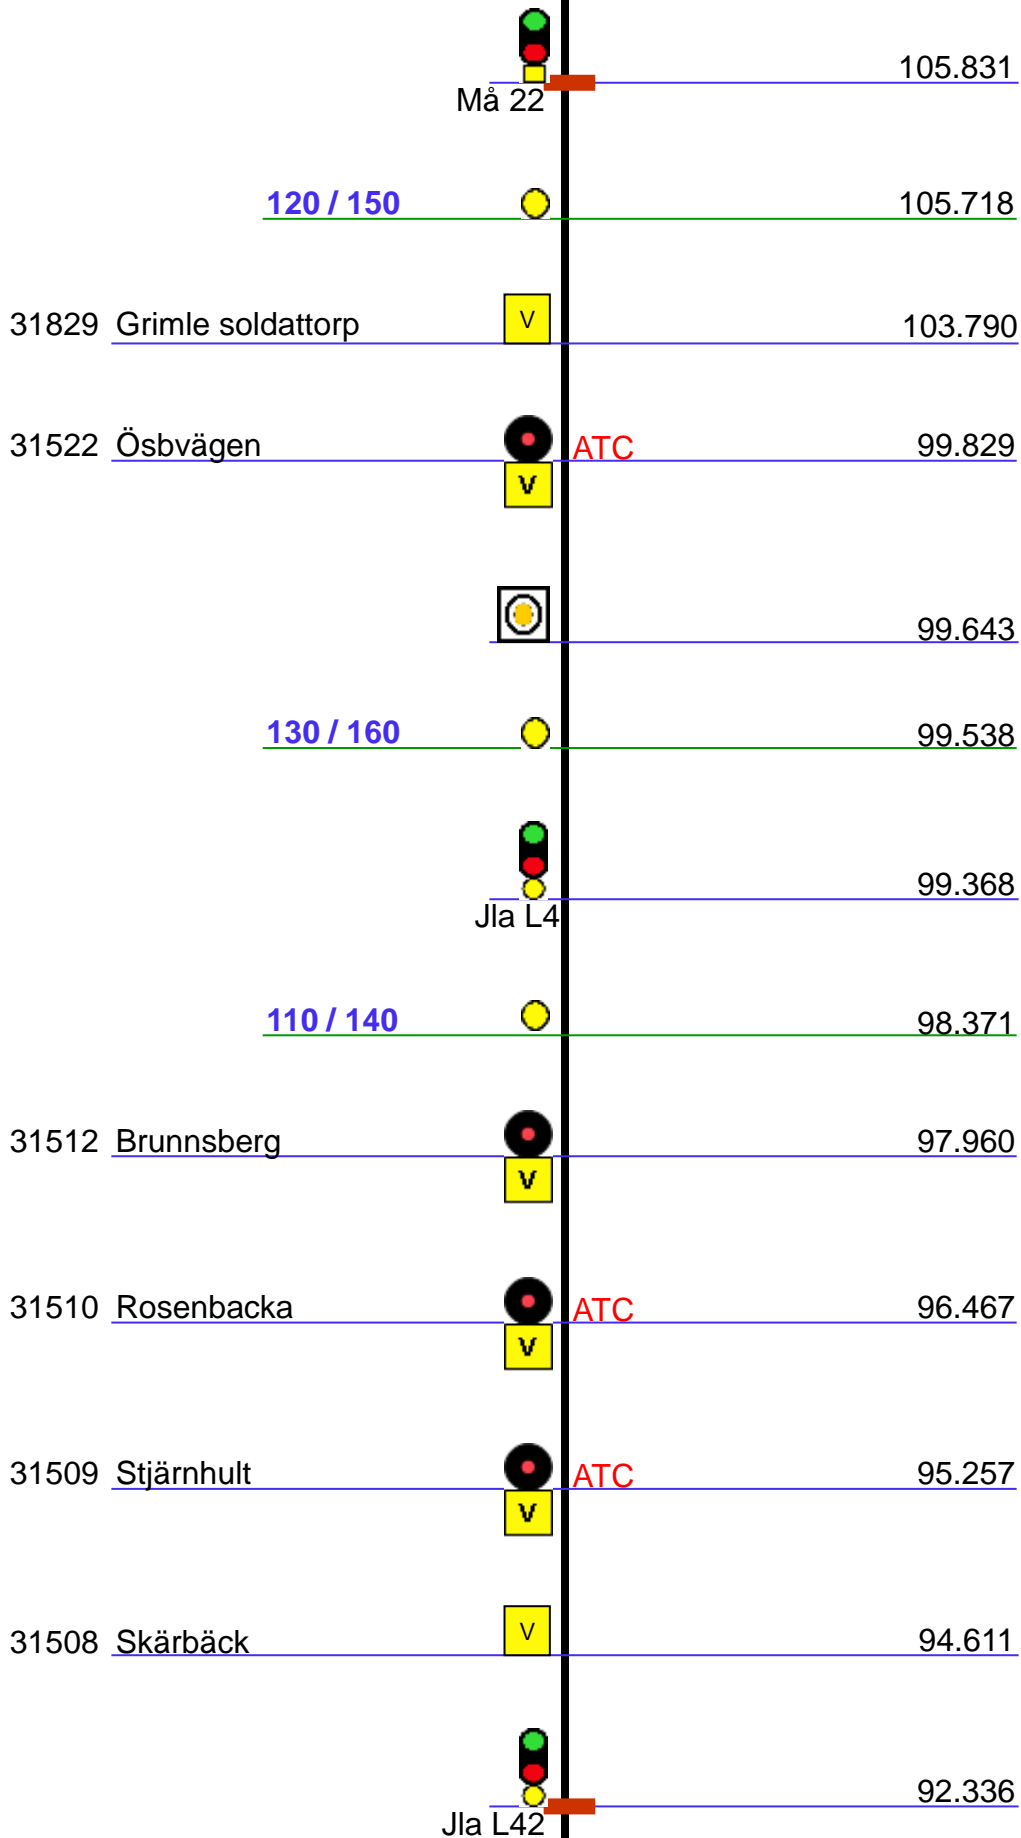 105.831
Må 22
120 / 150 105.718
31829 Grimle soldattorp V 103.790
31522 Ösbvägen ATC 99.829
V
99.643
130 / 160 99.538
99.368
Jla L4
110 / 140 98.371
31512 Brunnsberg 97.960
V
31510 Rosenbacka ATC 96.467
V
31509 Stjärnhult ATC 95.257
V
31508 Skärbäck V 94.611
92.336
Jla L42